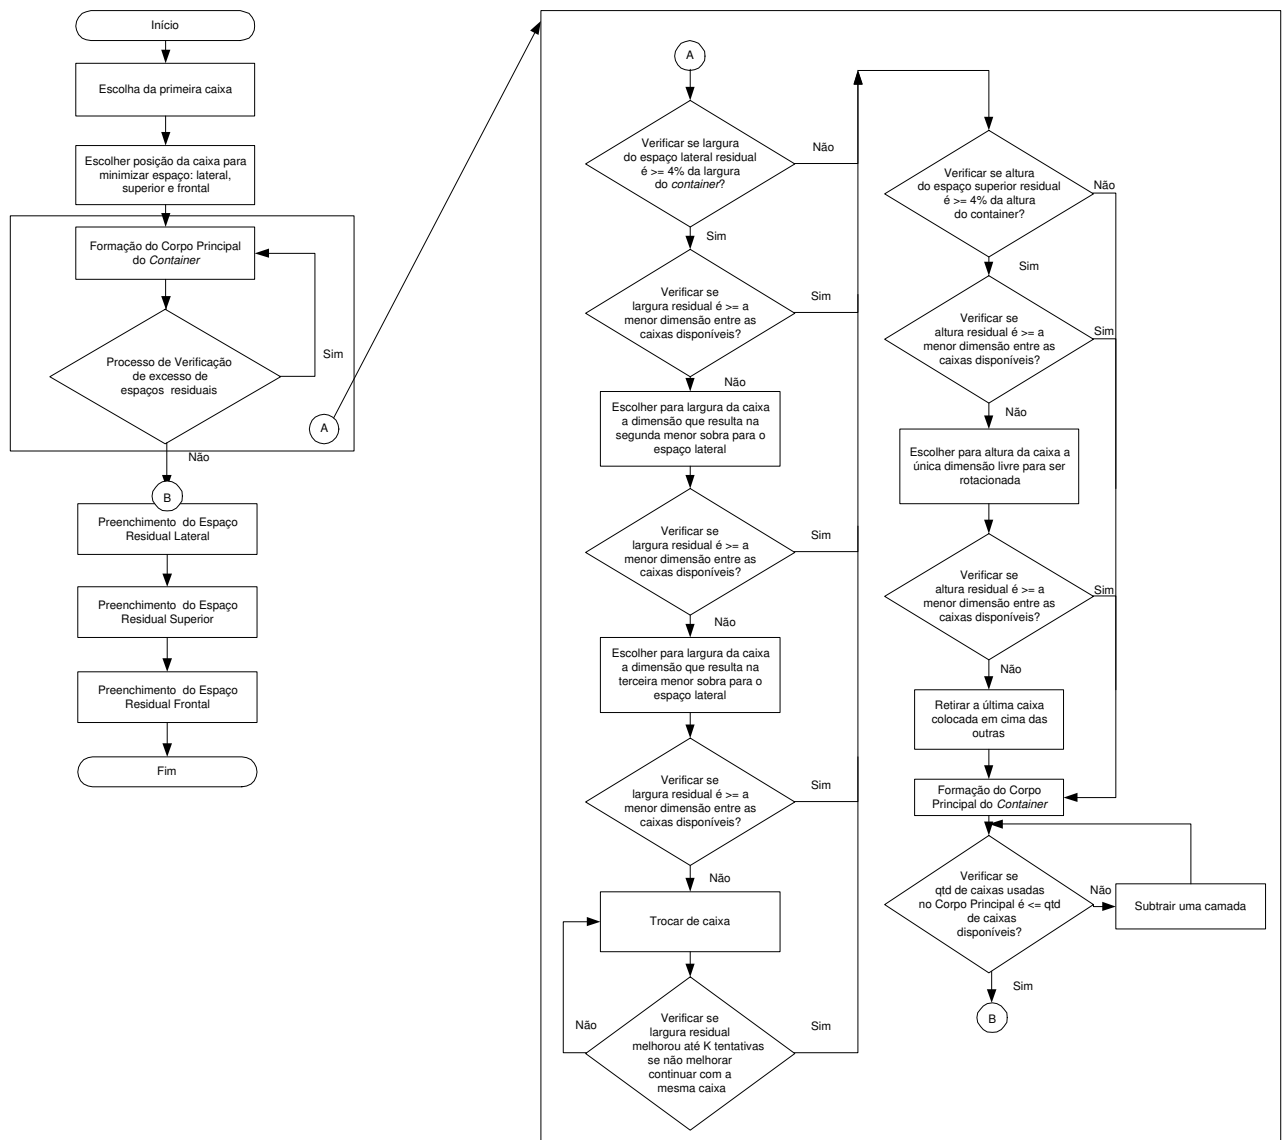 Início
Escolha da primeira caixa
Escolher posição da caixa para
minimizar espaço: lateral,
superior e frontal
Formação do Corpo Principal
do Container
Processo de Verificação
de excesso de
espaços residuais
Sim
A
Não
B
Preenchimento do Espaço
Residual Lateral
Preenchimento do Espaço
Residual Superior
Preenchimento do Espaço
Residual Frontal
Fim
A
Verificar se largura
do espaço lateral residual
é >= 4% da largura
do container?
Não
Sim
Verificar se
largura residual é >= a
menor dimensão entre as
caixas disponíveis?
Sim
Não
Escolher para largura da caixa
a dimensão que resulta na
segunda menor sobra para o
espaço lateral
Verificar se
largura residual é >= a
menor dimensão entre as
caixas disponíveis?
Sim
Não
Escolher para largura da caixa
a dimensão que resulta na
terceira menor sobra para o
espaço lateral
Verificar se
largura residual é >= a
menor dimensão entre as
caixas disponíveis?
Sim
Não
Trocar de caixa
Verificar se
largura residual
melhorou até K tentativas
se não melhorar
continuar com a
mesma caixa
Não
Sim
Verificar se altura
do espaço superior residual
é >= 4% da altura
do container?
Não
Sim
Verificar se
altura residual é >= a
menor dimensão entre as
caixas disponíveis?
Sim
Não
Escolher para altura da caixa a
única dimensão livre para ser
rotacionada
Verificar se
altura residual é >= a
menor dimensão entre as
caixas disponíveis?
Sim
Não
Retirar a última caixa
colocada em cima das
outras
Formação do Corpo
Principal do Container
Verificar se
qtd de caixas usadas
no Corpo Principal é <= qtd
de caixas
disponíveis?
Não
Subtrair uma camada
Sim
B